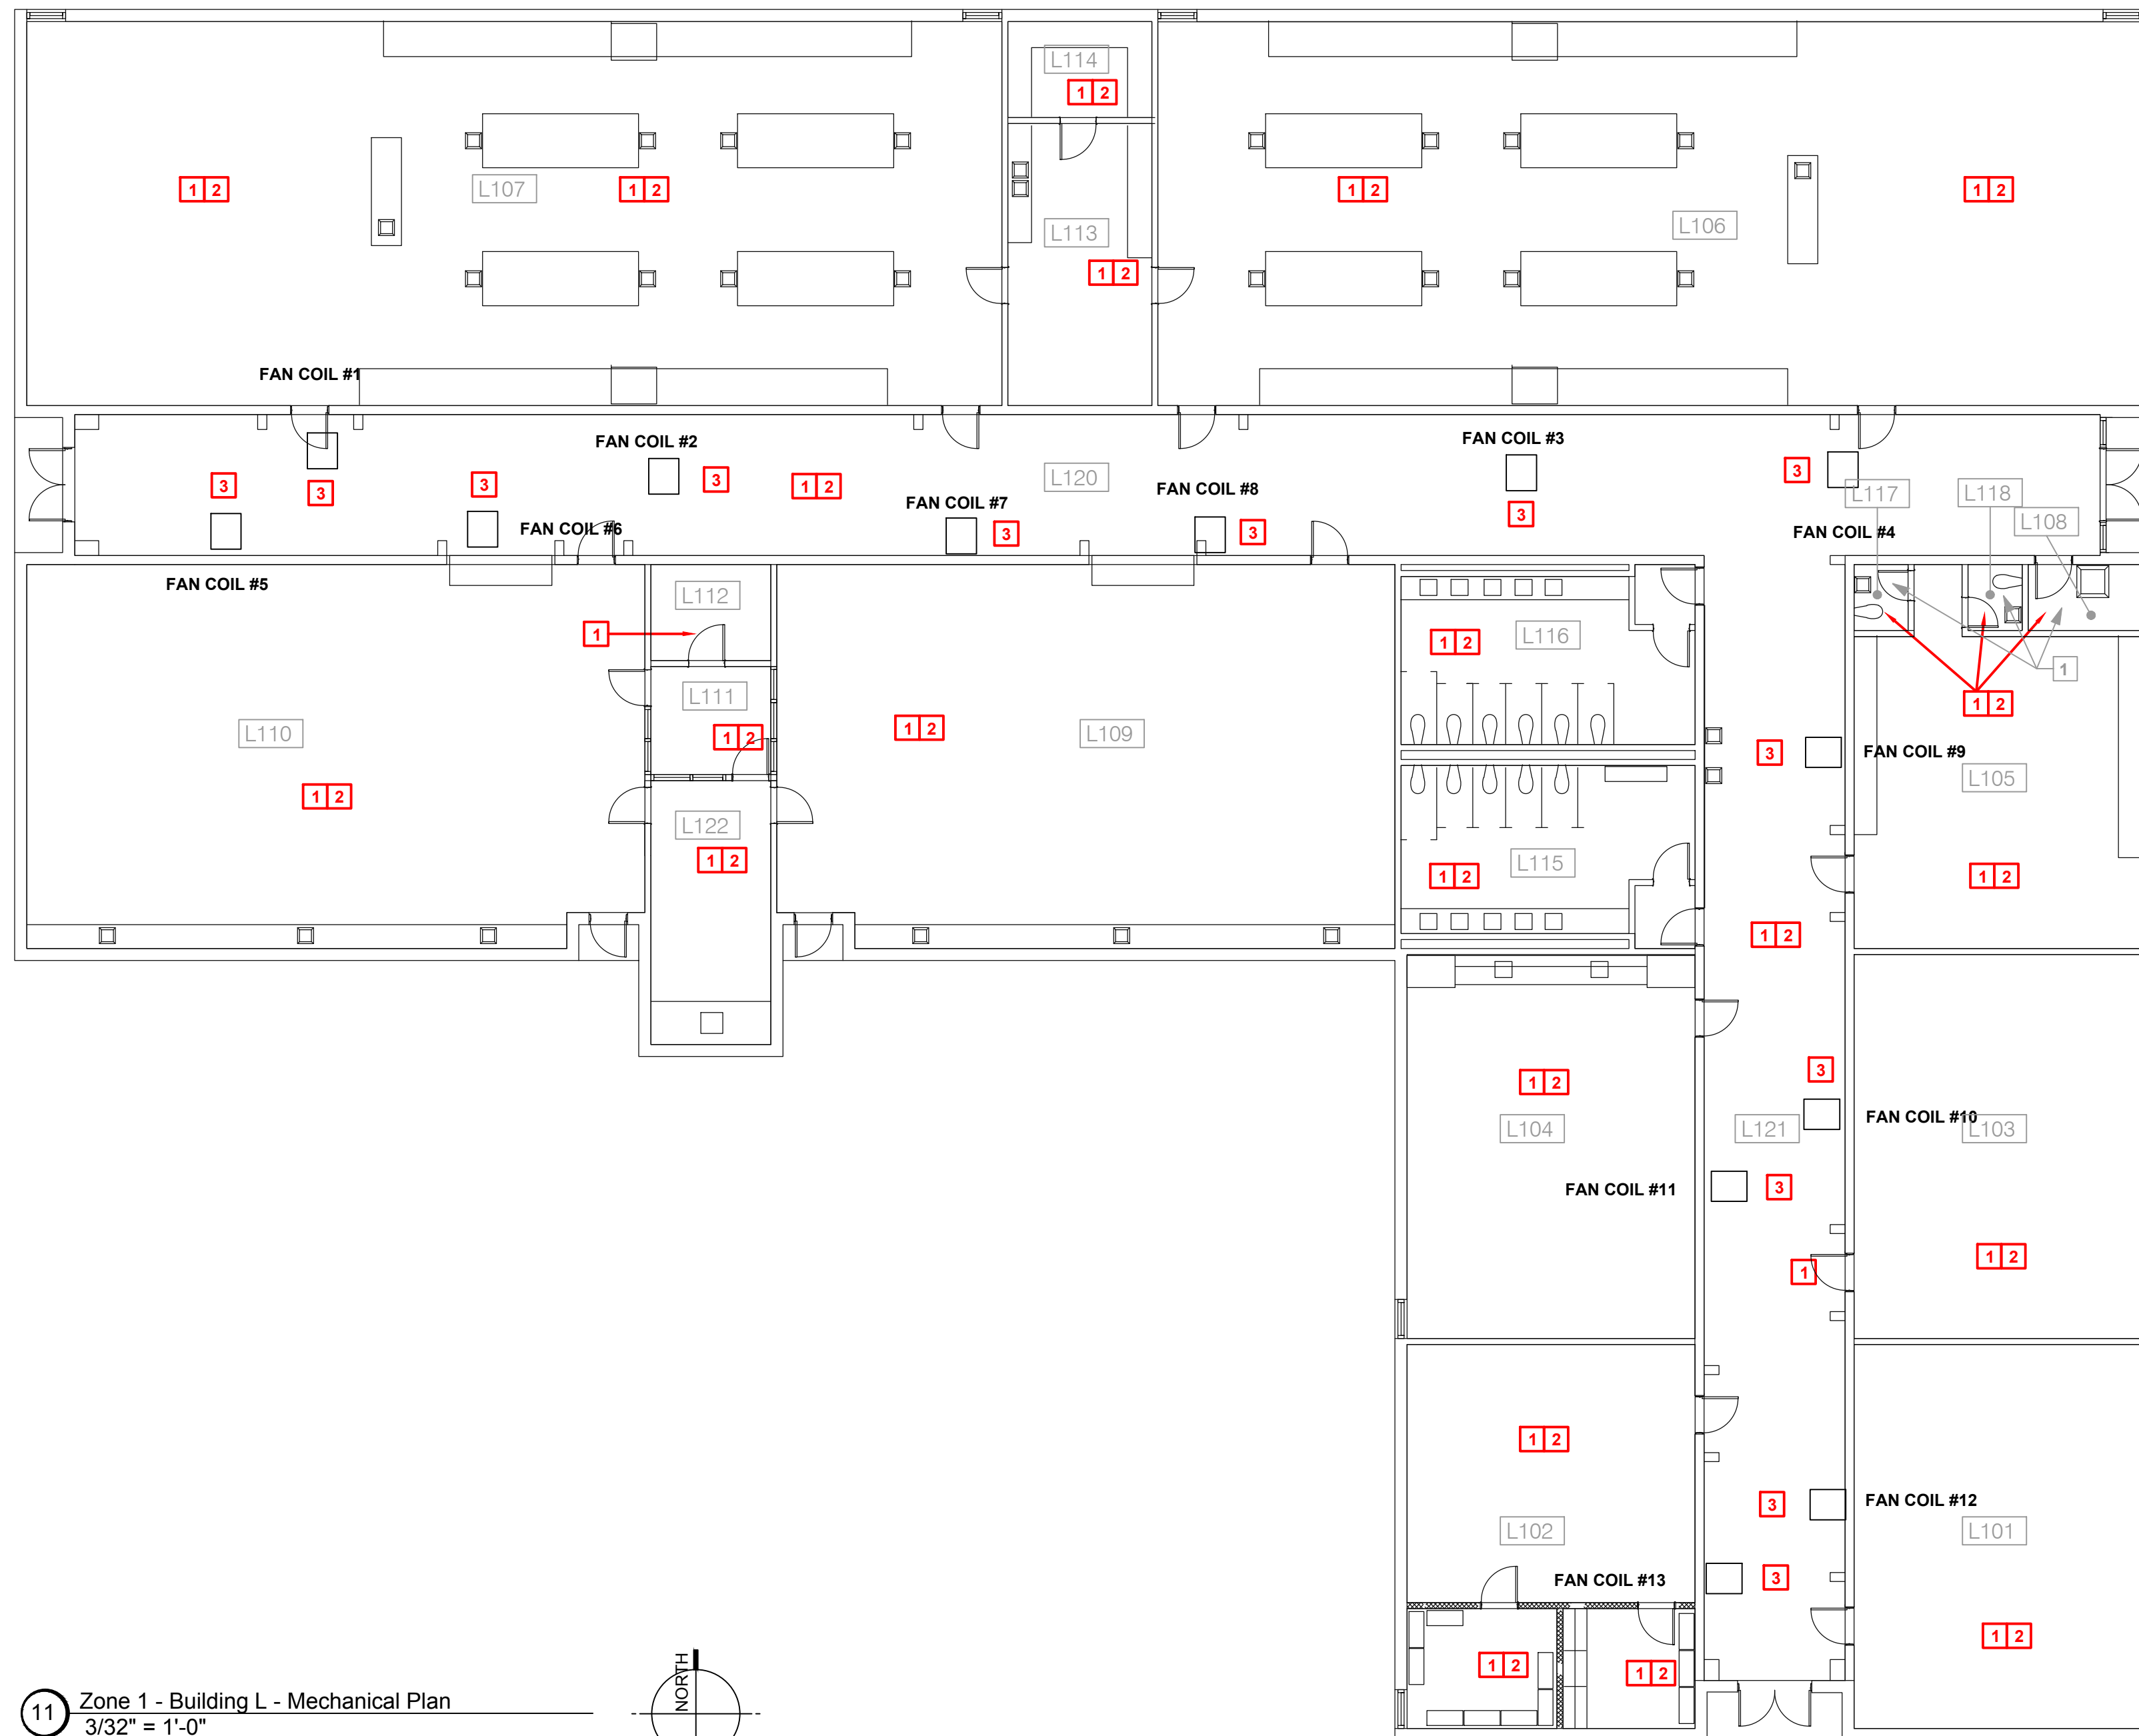 L114
1 2
1 2
L107
1 2
1 2
1 2
L106
L113
1 2
FAN COIL #1
FAN COIL #2
FAN COIL #3
3
3
3
3
1 2
L120
FAN COIL #8
3
3
L117
L118
FAN COIL #7
FAN COIL #6
3
3
L108
FAN COIL #4
FAN COIL #5
L112
1
L116
1 2
1
L111
1 2
L110
1 2
1 2
L109
3
FAN COIL #9
L105
1 2
L122
1 2
L115
1 2
1 2
1 2
3
1 2
L104
L121
FAN COIL #10
L103
FAN COIL #11
3
1 2
1
1 2
3
FAN COIL #12
L102
L101
FAN COIL #13
3
1 2
1 2
1 2
NORTH
11
Zone 1 - Building L - Mechanical Plan
3/32" = 1'-0"